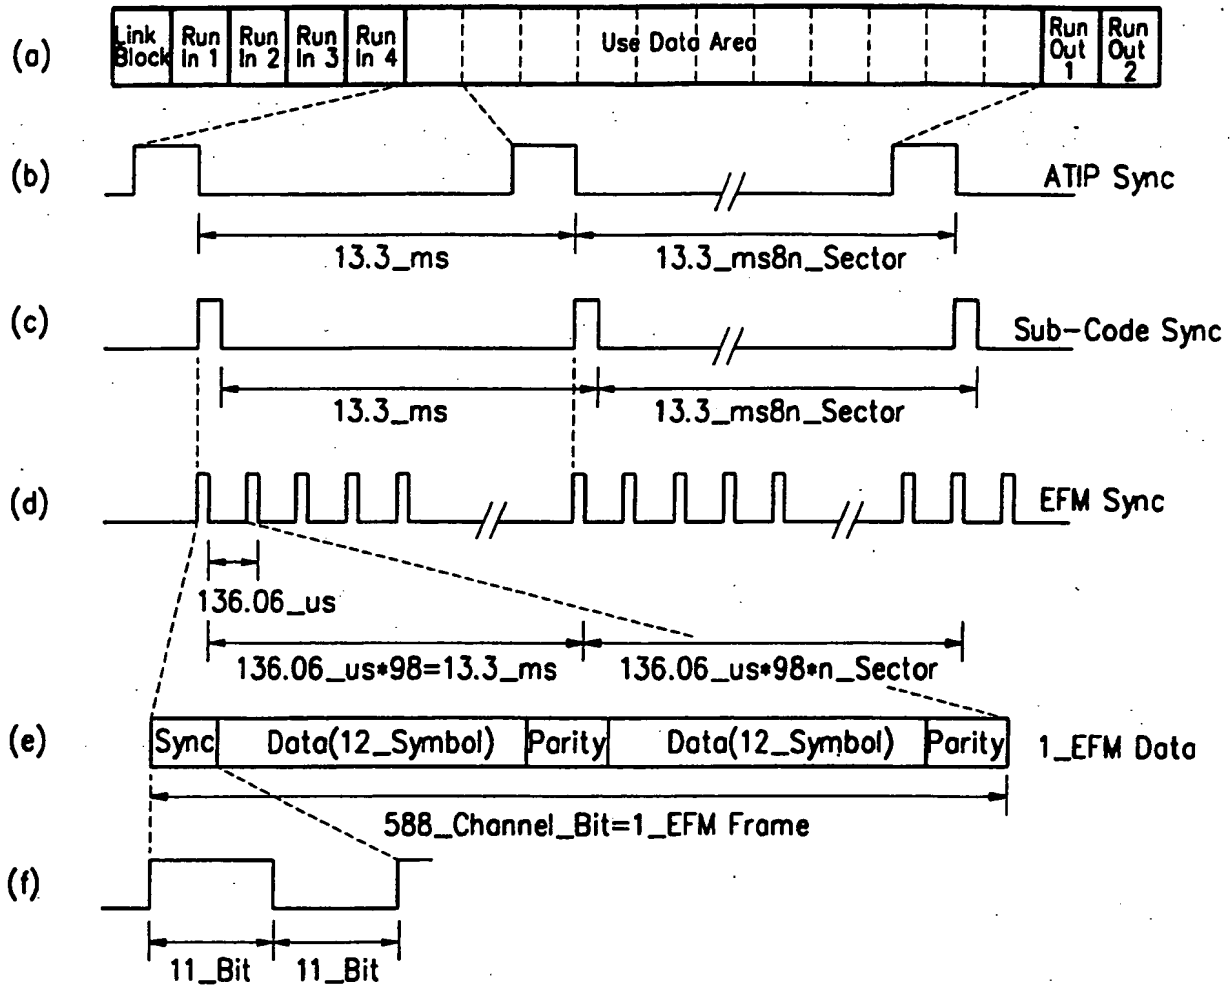 (a)
Link Block
Run In 1
Run In 2
Run In 3
Run In 4
Use Data Area
Run Out 1
Run Out 2
(b)
ATIP Sync
13.3_ms
13.3_ms8n_Sector
(c)
Sub-Code Sync
13.3_ms
13.3_ms8n_Sector
(d)
EFM Sync
136.06_us
136.06_us*98=13.3_ms
136.06_us*98*n_Sector
(e)
Sync
Data(12_Symbol)
Parity
Data(12_Symbol)
Parity
1_EFM Data
588_Channel_Bit=1_EFM Frame
(f)
11_Bit
11_Bit